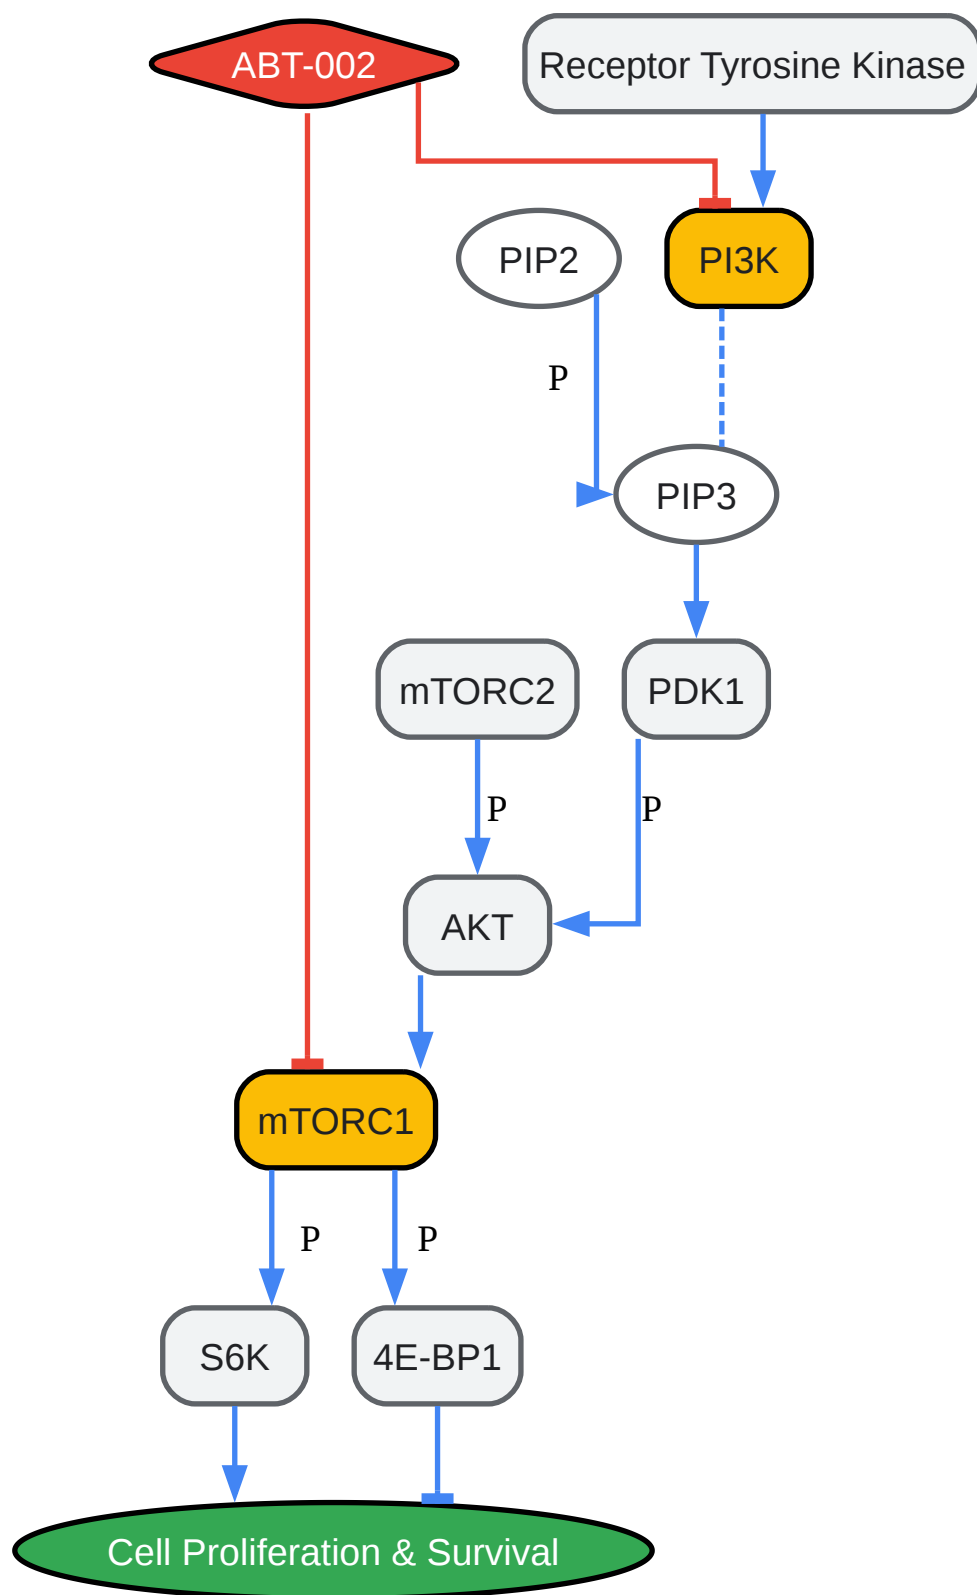 ABT-002
Receptor Tyrosine Kinase
PIP2
PI3K
P
PIP3
mTORC2
PDK1
P
P
AKT
mTORC1
P
P
S6K
4E-BP1
Cell Proliferation & Survival